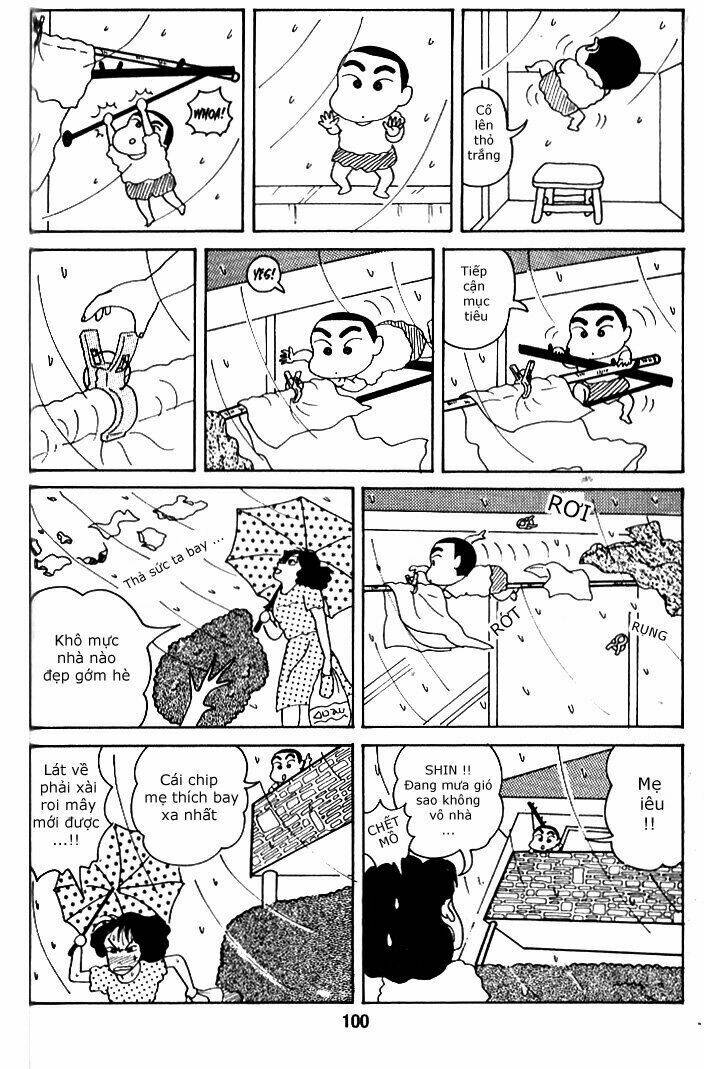 Cố
lên
thỏ
trắng
WHOA!
Tiếp
cận
mục
tiêu
YES!
RƠI
RỚT
RUNG
Thả sức ta bay ...
Khô mực
nhà nào
đẹp gớm hè
Mẹ
iêu
!!
SHIN !!
Đang mưa gió
sao không
vô nhà
...
CHẾT
MÔ
Cái chip
mẹ thích bay
xa nhất
Lát về
phải xài
roi mây
mới được
...!!
100